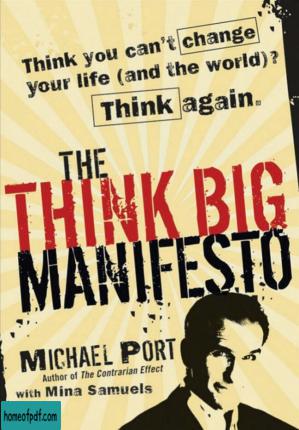 Think you can't change
your life (and the world)?
Think again.
THE
THINK BIG
MANIFESTO
MICHAEL PORT
Author of The Contrarian Effect
with Mina Samuels
homeofpdf.com